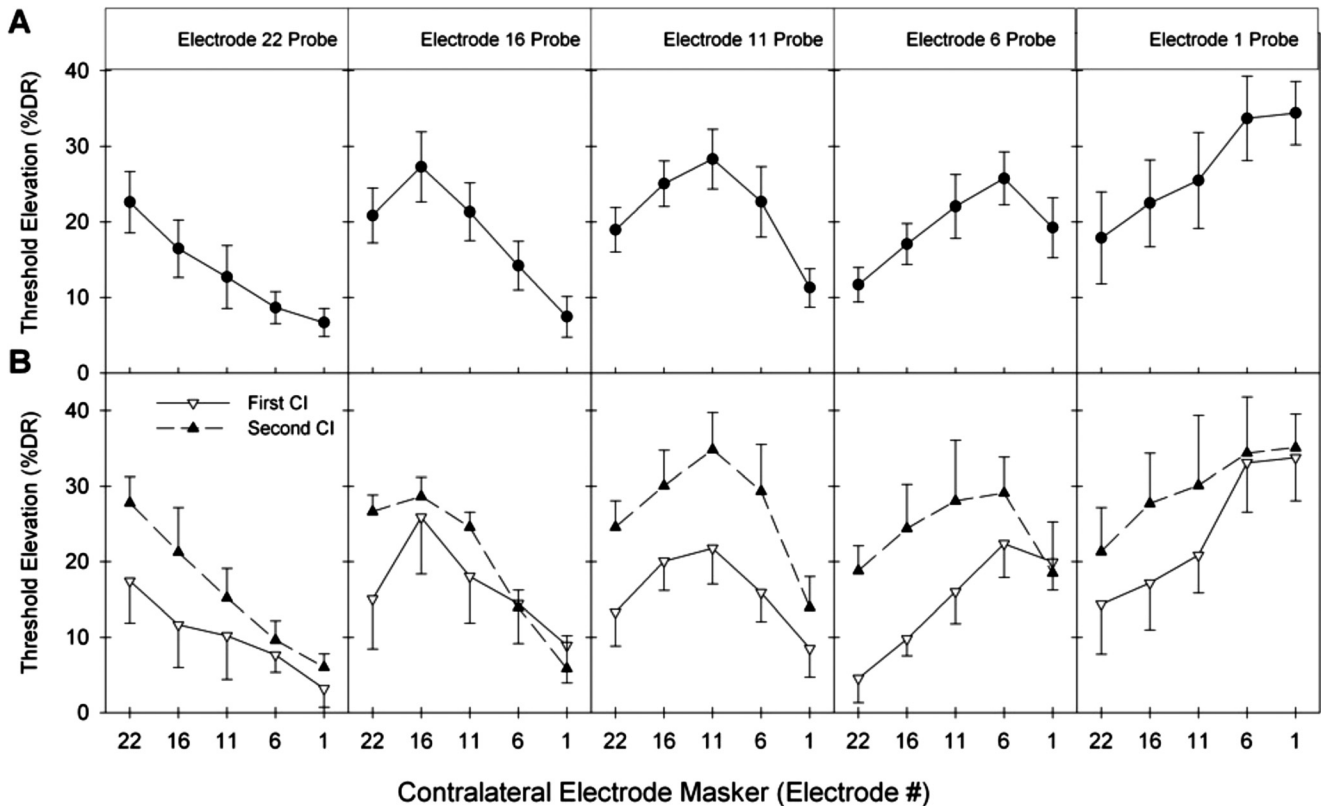 A
Electrode 22 Probe
Electrode 16 Probe
Electrode 11 Probe
Electrode 6 Probe
Electrode 1 Probe
Threshold Elevation (%DR)
40
30
20
10
0
B
First CI
Second CI
Threshold Elevation (%DR)
40
30
20
10
0
22 16 11 6 1 22 16 11 6 1 22 16 11 6 1 22 16 11 6 1 22 16 11 6 1
Contralateral Electrode Masker (Electrode #)